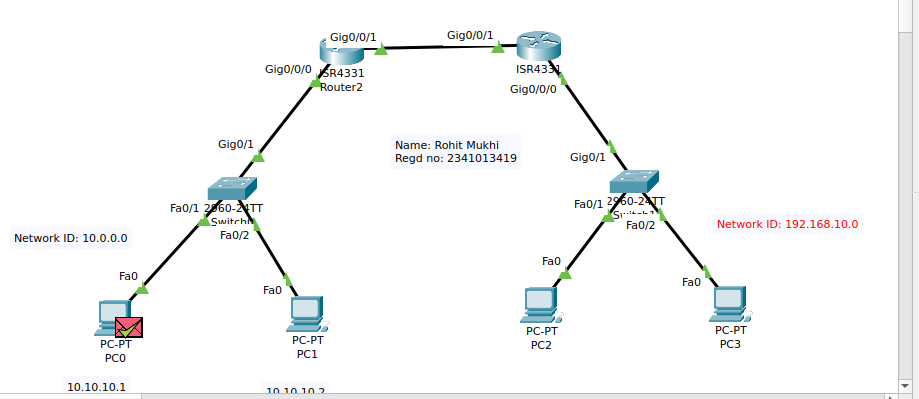 Gig0/0/1
Gig0/0/1
Gig0/0/0
ISR4331
Router2
ISR4331
Gig0/0/0
Gig0/1
Name: Rohit Mukhi
Regd no: 2341013419
Gig0/1
Fa0/1
2960-24TT
Switch0
Fa0/2
Fa0/1
2960-24TT
Switch1
Fa0/2
Network ID: 10.0.0.0
Network ID: 192.168.10.0
Fa0
Fa0
Fa0
Fa0
PC-PT
PC0
PC-PT
PC1
PC-PT
PC2
PC-PT
PC3
10.10.10.1
10.10.10.2